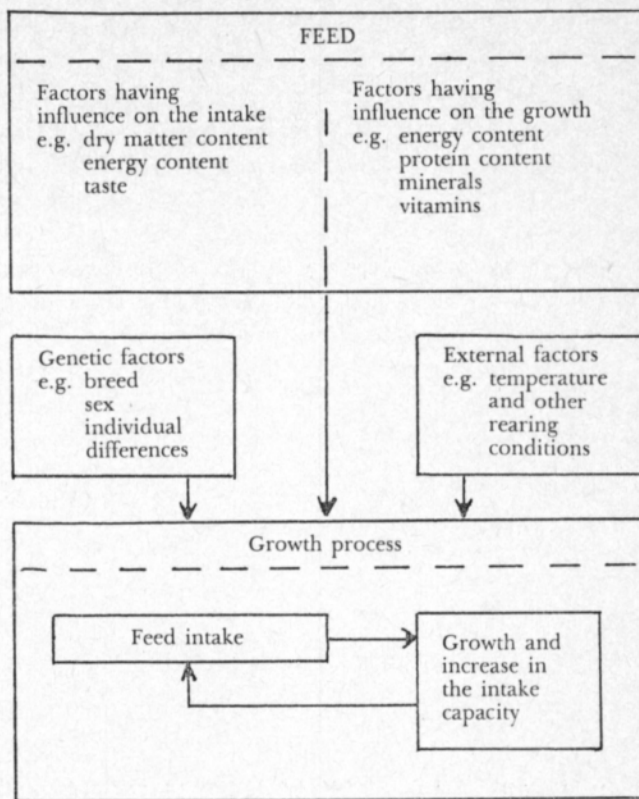 FEED
Factors having
influence on the intake
e.g. dry matter content
energy content
taste
Factors having
influence on the growth
e.g. energy content
protein content
minerals
vitamins
Genetic factors
e.g. breed
sex
individual
differences
External factors
e.g. temperature
and other
rearing
conditions
Growth process
Feed intake
Growth and
increase in
the intake
capacity